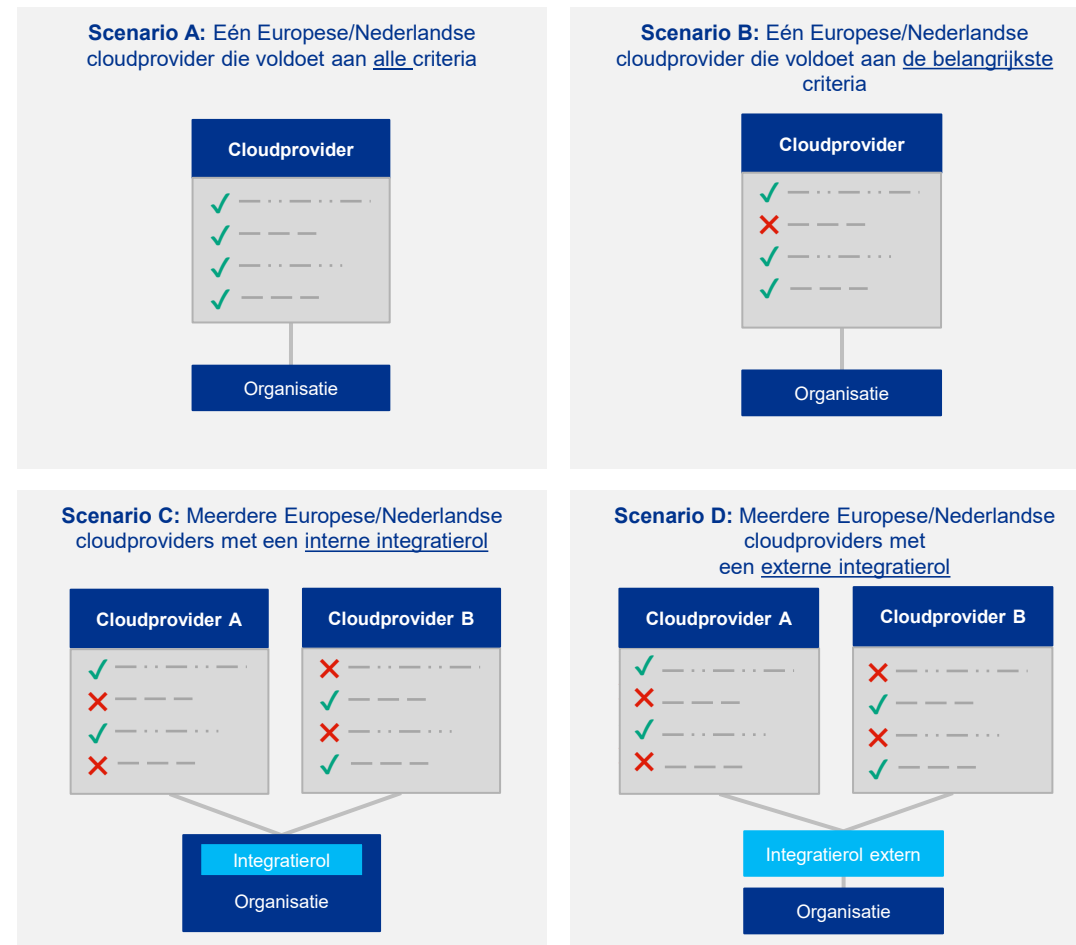 Scenario A: Eén Europese/Nederlandse
cloudprovider die voldoet aan alle criteria
Cloudprovider
Organisatie
Scenario B: Eén Europese/Nederlandse
cloudprovider die voldoet aan de belangrijkste
criteria
Cloudprovider
Organisatie
Scenario C: Meerdere Europese/Nederlandse
cloudproviders met een interne integratierol
Cloudprovider A
Cloudprovider B
Integratierol
Organisatie
Scenario D: Meerdere Europese/Nederlandse
cloudproviders met
een externe integratierol
Cloudprovider A
Cloudprovider B
Integratierol extern
Organisatie